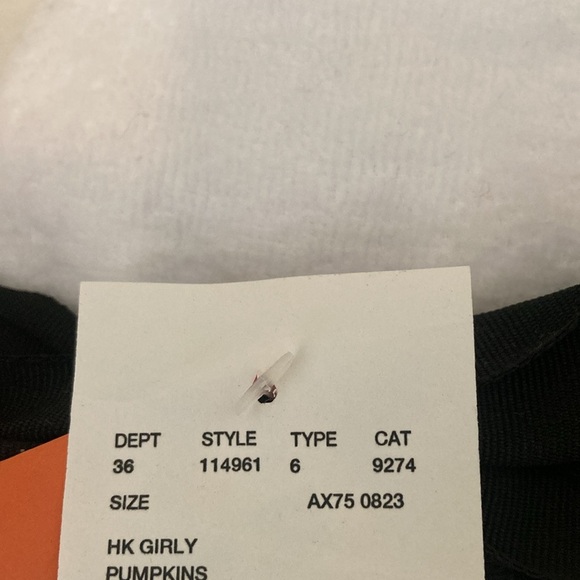 DEPT STYLE TYPE CAT
36 114961 6 9274
SIZE AX75 0823
HK GIRLY
PUMPKINS